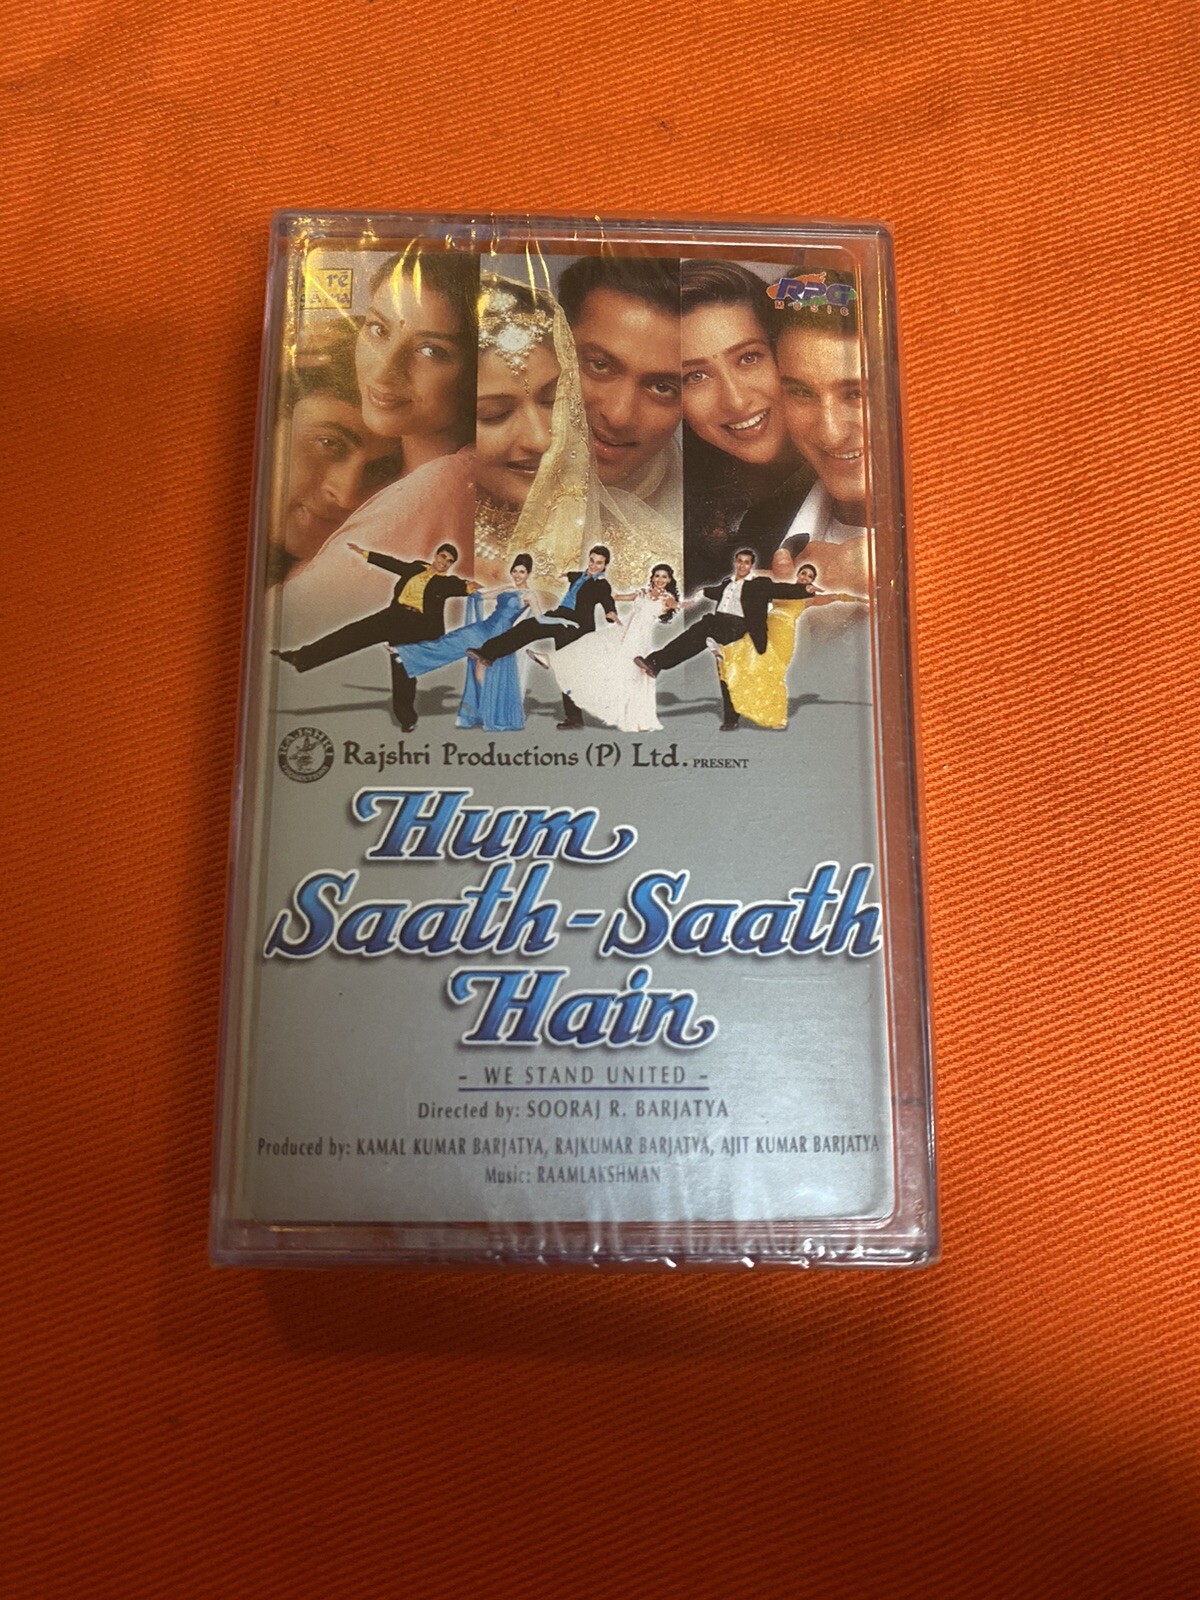 RPG
MUSIC
Rajshri Productions (P) Ltd. PRESENT
Hum
Saath-Saath
Hain
- WE STAND UNITED -
Directed by: SOORAJ R. BARJATYA
Produced by: KAMAL KUMAR BARJATYA, RAJKUMAR BARJATYA, AJIT KUMAR BARJATYA
Music: RAAMLAKSHMAN